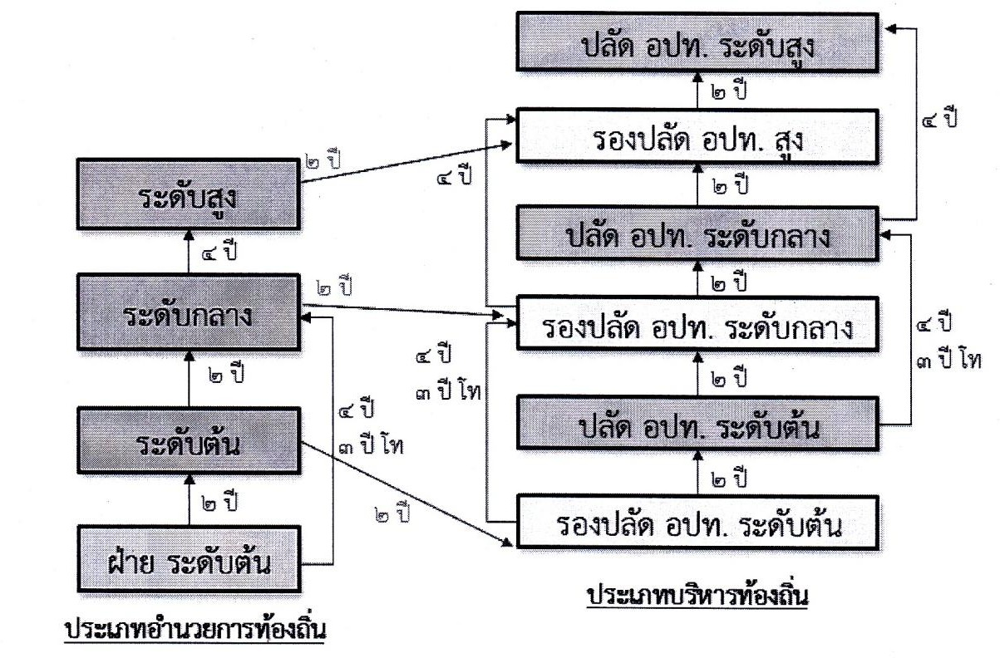 ปลัด อปท. ระดับสูง
๒ ปี
๔ ปี
รองปลัด อปท. สูง
๒ ปี
๔ ปี
ระดับสูง
๒ ปี
ปลัด อปท. ระดับกลาง
๔ ปี
๒ ปี
๒ ปี
ระดับกลาง
รองปลัด อปท. ระดับกลาง
๔ ปี
๓ ปี โท
๔ ปี
๓ ปี โท
๒ ปี
๒ ปี
๔ ปี
๓ ปี โท
ระดับต้น
ปลัด อปท. ระดับต้น
๒ ปี
๒ ปี
๒ ปี
ฝ่าย ระดับต้น
รองปลัด อปท. ระดับต้น
ประเภทบริหารท้องถิ่น
ประเภทอำนวยการท้องถิ่น